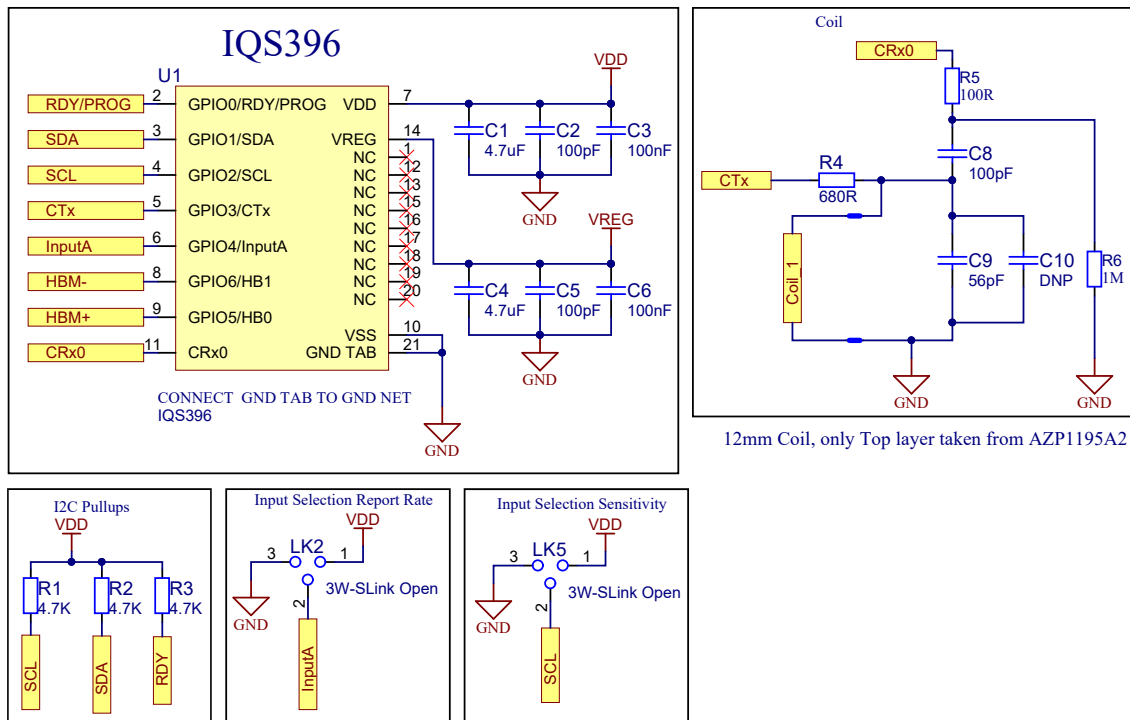 IQS396
U1
RDY/PROG 2 GPIO0/RDY/PROG VDD 7
SDA 3 GPIO1/SDA VREG 14
NC 1
SCL 4 GPIO2/SCL NC 12
NC 13
CTx 5 GPIO3/CTx NC 15
NC 16
InputA 6 GPIO4/InputA NC 17
NC 18
HBM- 8 GPIO6/HB1 NC 19
NC 20
HBM+ 9 GPIO5/HB0
VSS 10
CRx0 11 CRx0 GND TAB 21
CONNECT GND TAB TO GND NET
IQS396
GND
VDD
C1 C2 C3
4.7uF 100pF 100nF
GND
VREG
C4 C5 C6
4.7uF 100pF 100nF
GND
Coil
CRx0
R5
100R
C8
100pF
CTx
R4
680R
Coil_1
C9
56pF
C10
DNP
R6
1M
GND
GND
12mm Coil, only Top layer taken from AZP1195A2
I2C Pullups
VDD
R1 R2 R3
4.7K 4.7K 4.7K
SCL
SDA
RDY
Input Selection Report Rate
VDD
3 LK2 1
3W-SLink Open
2
GND
InputA
Input Selection Sensitivity
VDD
3 LK5 1
3W-SLink Open
2
GND
SCL